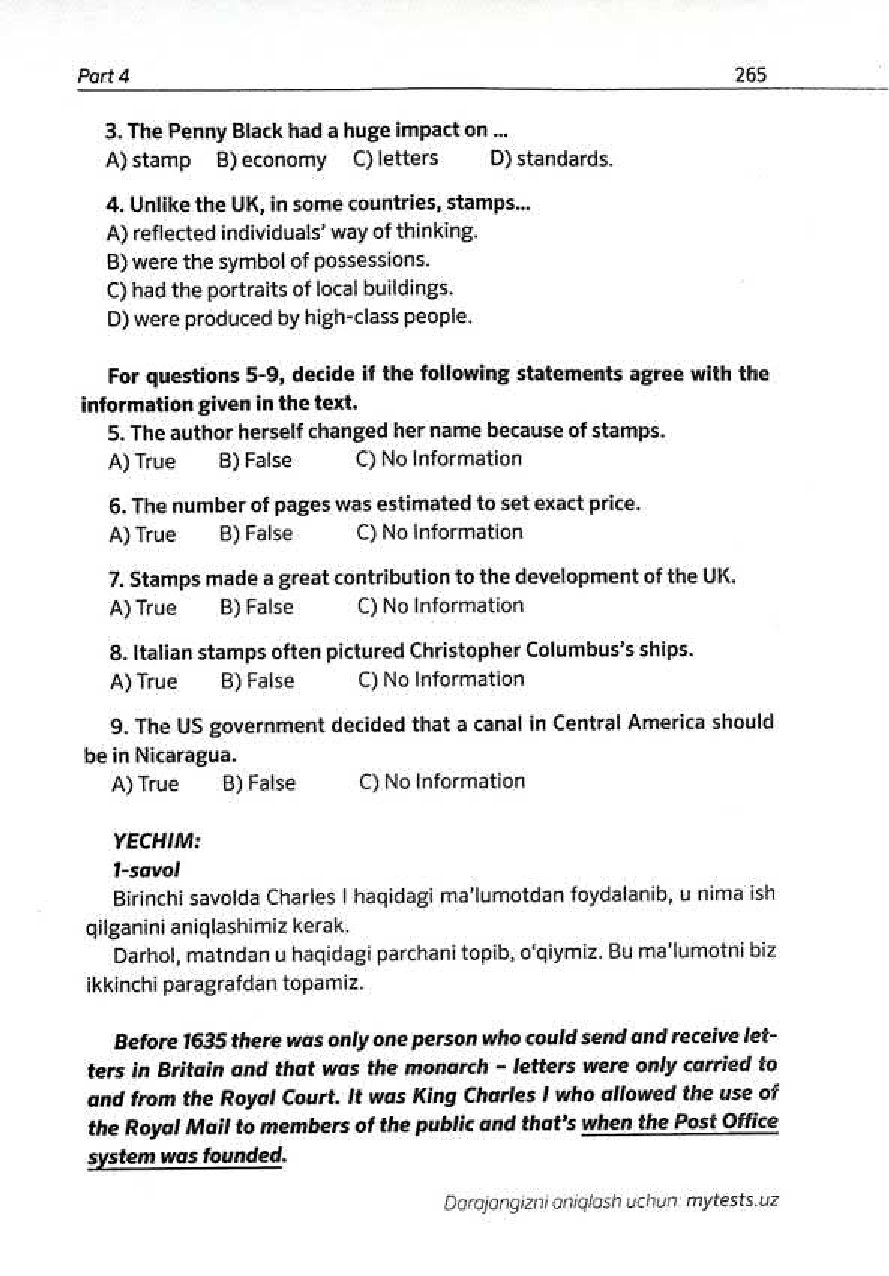 Part 4 265
3. The Penny Black had a huge impact on ...
A) stamp B) economy C) letters D) standards.
4. Unlike the UK, in some countries, stamps...
A) reflected individuals' way of thinking.
B) were the symbol of possessions.
C) had the portraits of local buildings.
D) were produced by high-class people.
For questions 5-9, decide if the following statements agree with the
information given in the text.
5. The author herself changed her name because of stamps.
A) True B) False C) No Information
6. The number of pages was estimated to set exact price.
A) True B) False C) No Information
7. Stamps made a great contribution to the development of the UK.
A) True B) False C) No Information
8. Italian stamps often pictured Christopher Columbus's ships.
A) True B) False C) No Information
9. The US government decided that a canal in Central America should
be in Nicaragua.
A) True B) False C) No Information
YECHIM:
1-savol
Birinchi savolda Charles I haqidagi ma'lumotdan foydalanib, u nima ish
qilganini aniqlashimiz kerak.
Darhol, matndan u haqidagi parchani topib, o'qiymiz. Bu ma'lumotni biz
ikkinchi paragrafdan topamiz.
Before 1635 there was only one person who could send and receive let-
ters in Britain and that was the monarch – letters were only carried to
and from the Royal Court. It was King Charles I who allowed the use of
the Royal Mail to members of the public and that's when the Post Office
system was founded.
Darajangizni aniqlash uchun: mytests.uz